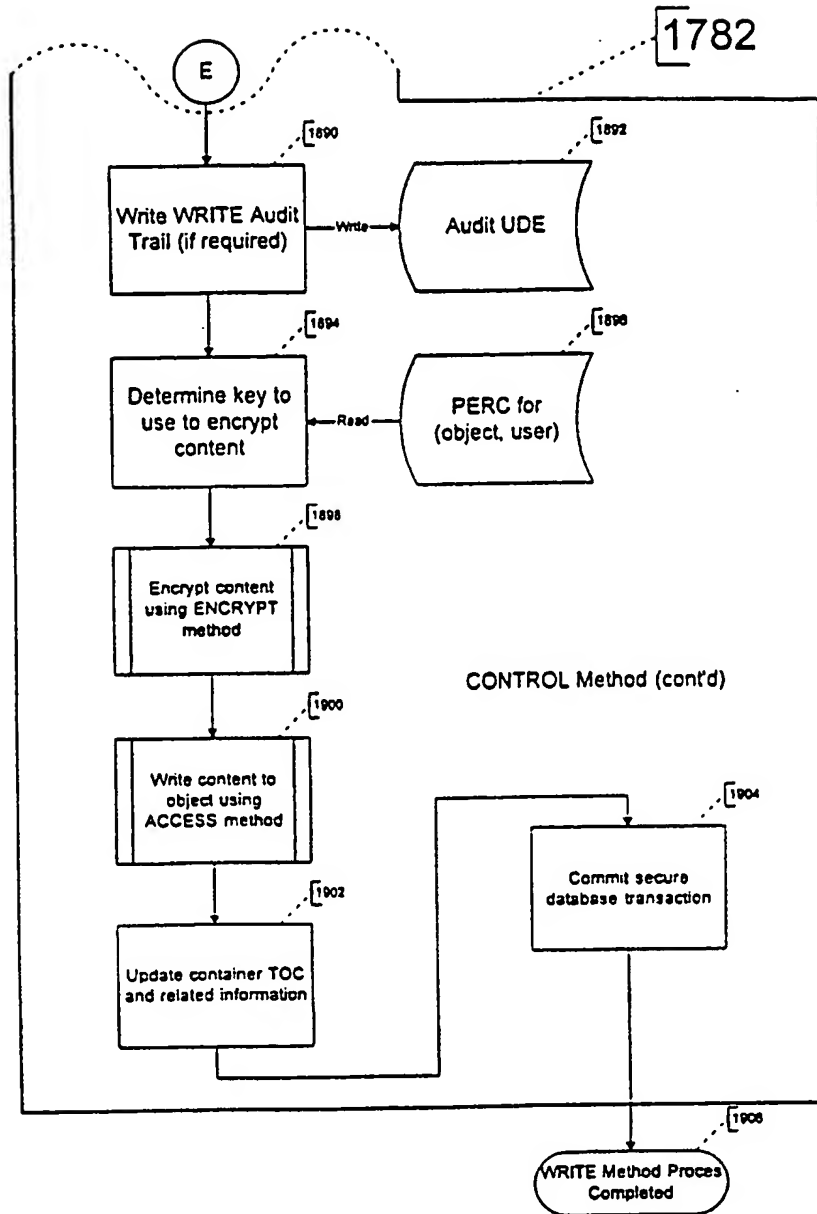 1782
E
1890
1892
Write WRITE Audit
Trail (if required)
Write
Audit UDE
1894
1896
Determine key to
use to encrypt
content
Read
PERC for
(object, user)
1898
Encrypt content
using ENCRYPT
method
CONTROL Method (cont'd)
1900
Write content to
object using
ACCESS method
1904
Commit secure
database transaction
1902
Update container TOC
and related information
1906
WRITE Method Proces
Completed